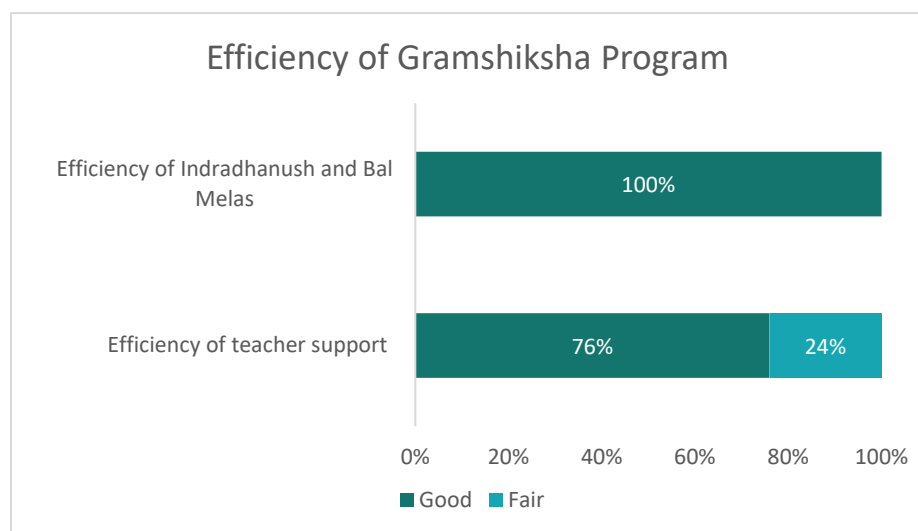 Efficiency of Gramshiksha Program
Efficiency of Indradhanush and Bal
Melas
100%
Efficiency of teacher support
76%
24%
0%
20%
40%
60%
80%
100%
Good
Fair